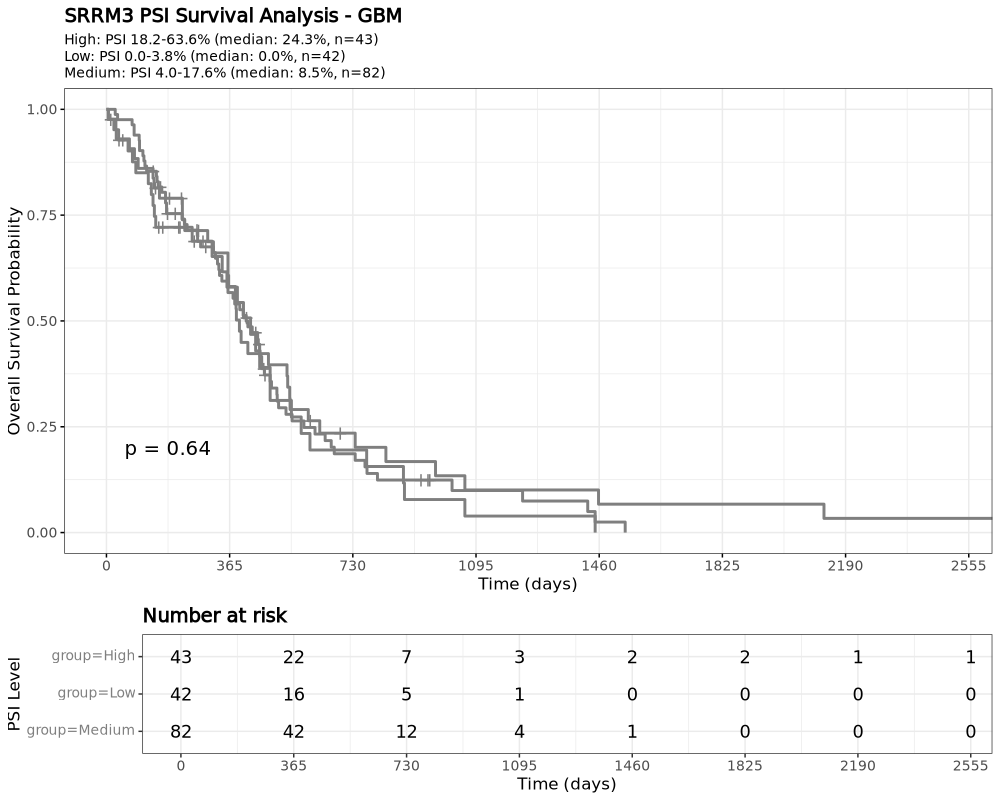 SRRM3 PSI Survival Analysis - GBM
High: PSI 18.2-63.6% (median: 24.3%, n=43)
Low: PSI 0.0-3.8% (median: 0.0%, n=42)
Medium: PSI 4.0-17.6% (median: 8.5%, n=82)
Overall Survival Probability
1.00
0.75
0.50
0.25
0.00
p = 0.64
0 365 730 1095 1460 1825 2190 2555
Time (days)
Number at risk
PSI Level
group=High 43 22 7 3 2 2 1 1
group=Low 42 16 5 1 0 0 0 0
group=Medium 82 42 12 4 1 0 0 0
0 365 730 1095 1460 1825 2190 2555
Time (days)